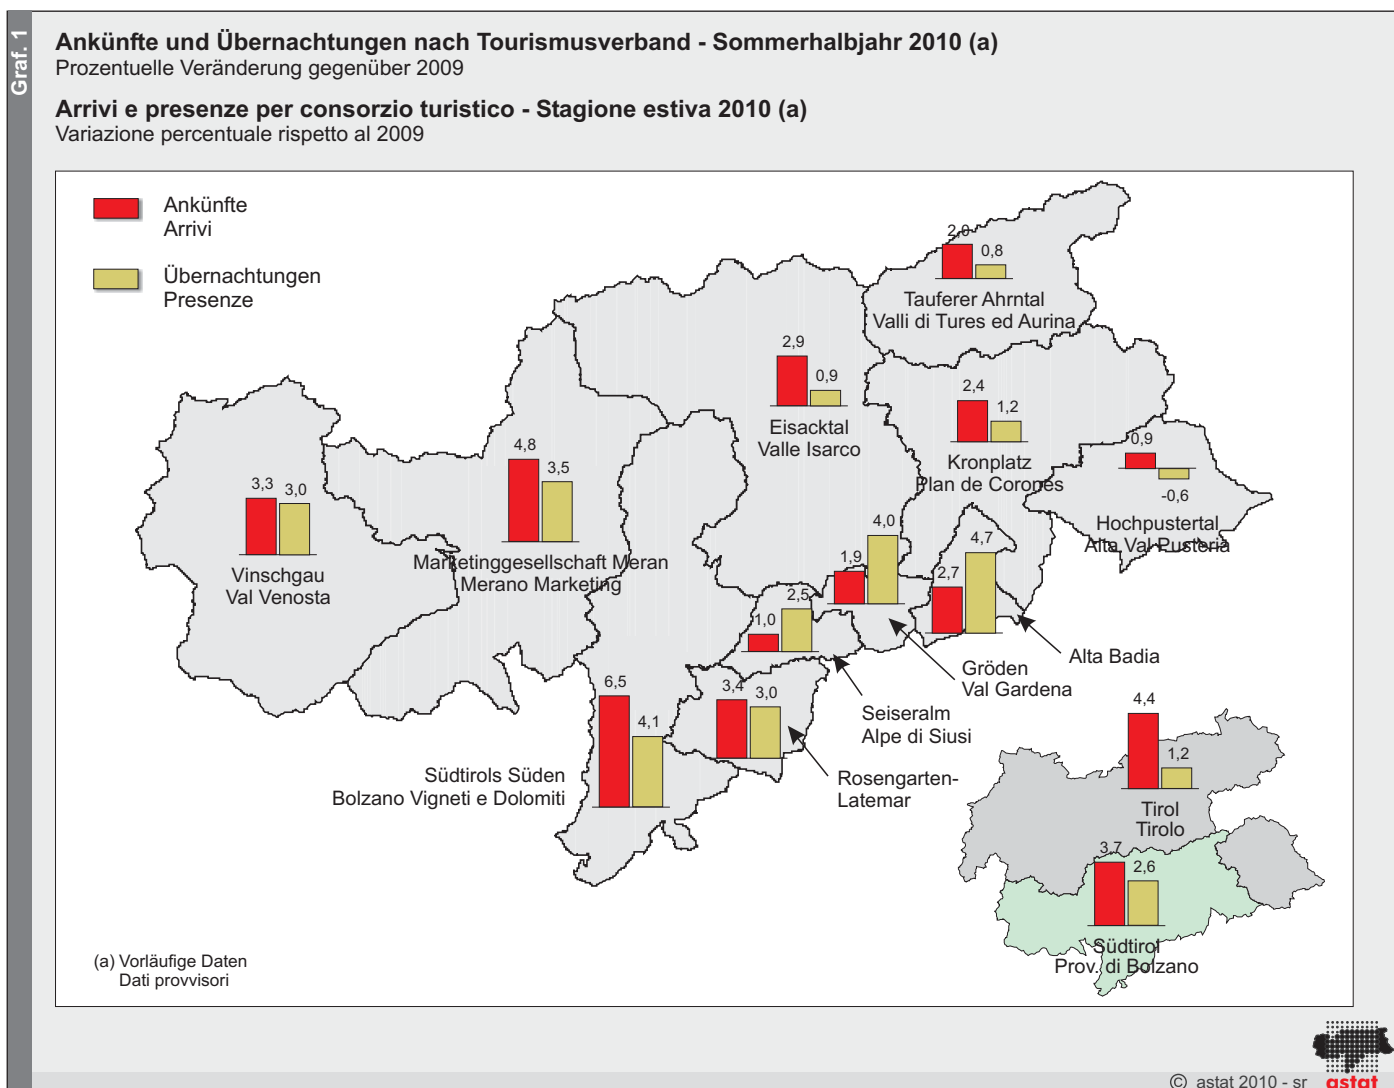 Graf. 1
Ankünfte und Übernachtungen nach Tourismusverband - Sommerhalbjahr 2010 (a)
Prozentuelle Veränderung gegenüber 2009
Arrivi e presenze per consorzio turistico - Stagione estiva 2010 (a)
Variazione percentuale rispetto al 2009
Ankünfte
Arrivi
Übernachtungen
Presenze
2,0
0,8
Tauferer Ahrntal
Valli di Tures ed Aurina
2,9
0,9
Eisacktal
Valle Isarco
2,4
1,2
Kronplatz
Plan de Corones
0,9
-0,6
Hochpustertal
Alta Val Pusteria
4,8
3,5
Marketinggesellschaft Meran
Merano Marketing
3,3
3,0
Vinschgau
Val Venosta
1,9
4,0
Gröden
Val Gardena
2,7
4,7
Alta Badia
1,0
2,5
Seiseralm
Alpe di Siusi
3,4
3,0
Rosengarten-
Latemar
6,5
4,1
Südtirols Süden
Bolzano Vigneti e Dolomiti
4,4
1,2
Tirol
Tirolo
3,7
2,6
Südtirol
Prov. di Bolzano
(a) Vorläufige Daten
Dati provvisori
© astat 2010 - sr
astat